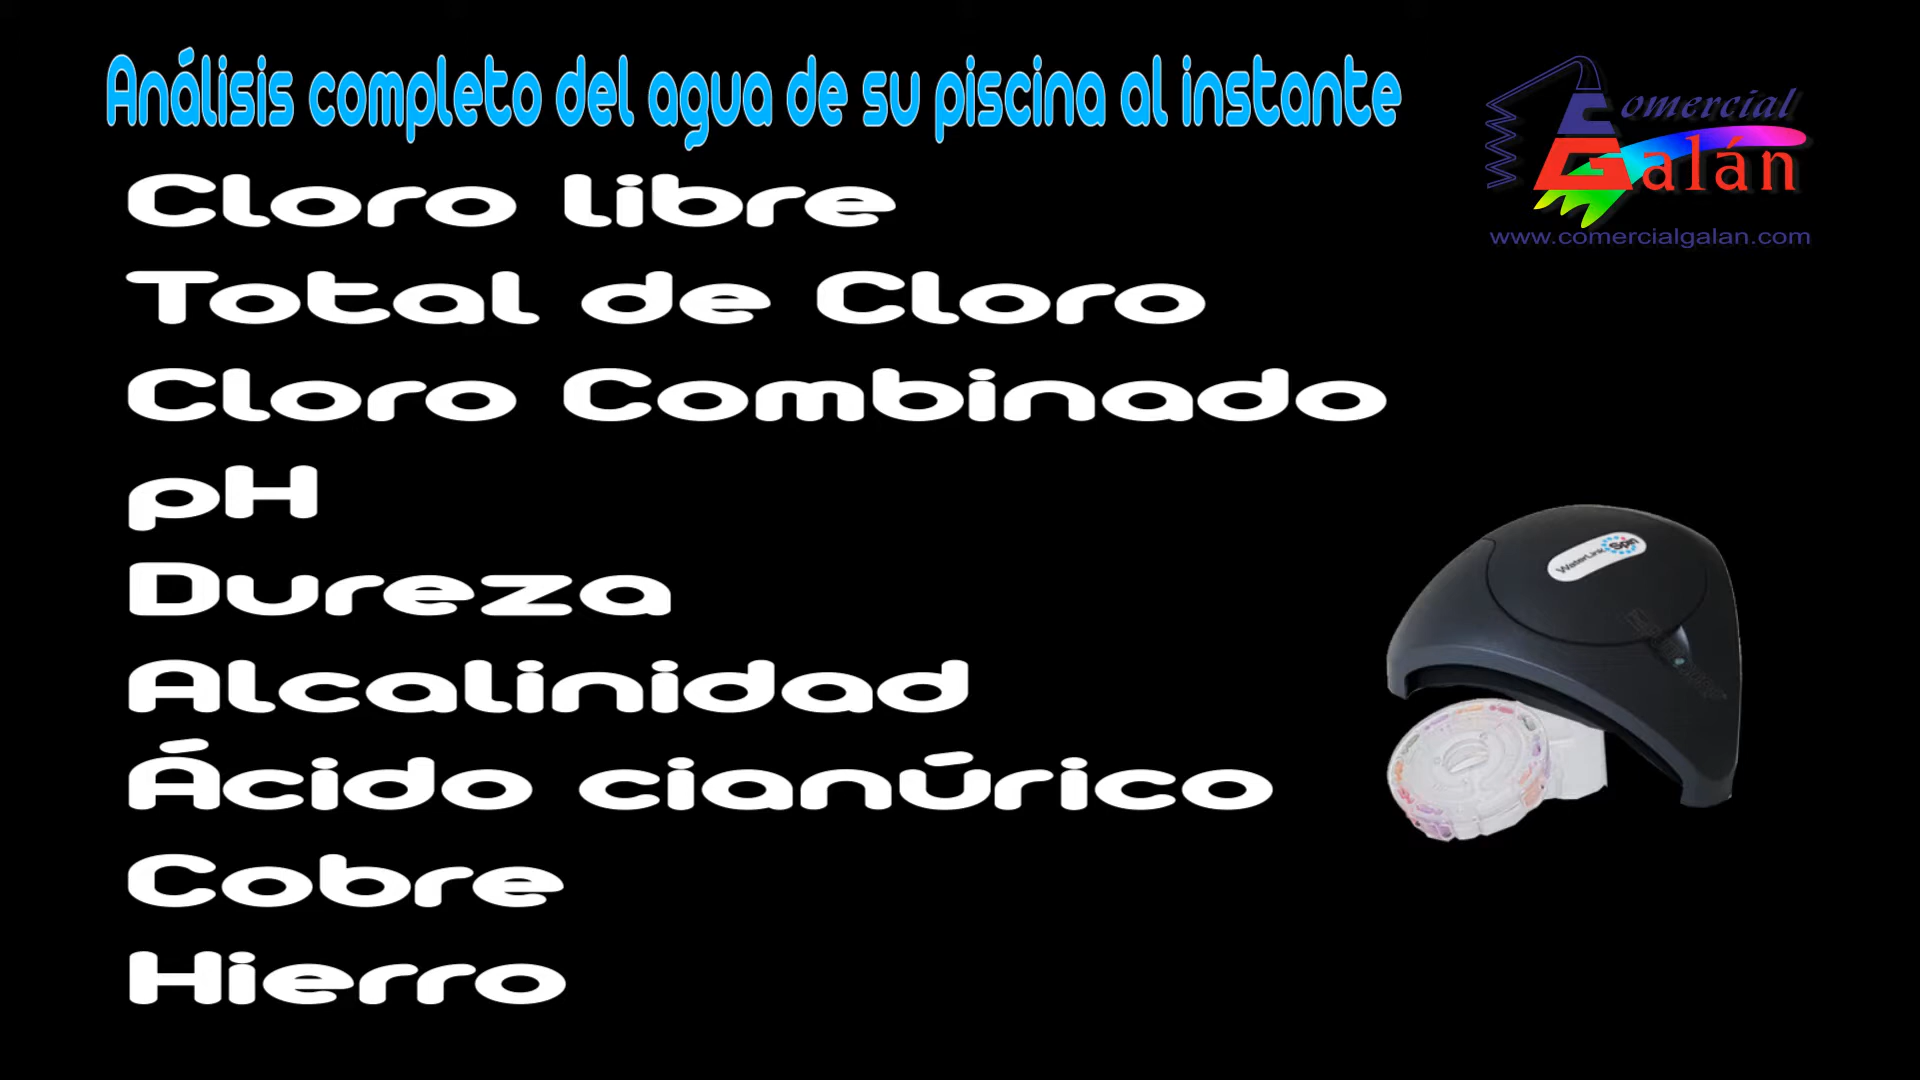 Análisis completo del agua de su piscina al instante
Comercial
Galán
www.comercialgalan.com
Cloro libre
Total de Cloro
Cloro Combinado
pH
Dureza
Alcalinidad
Ácido cianúrico
Cobre
Hierro
WaterLink Spin